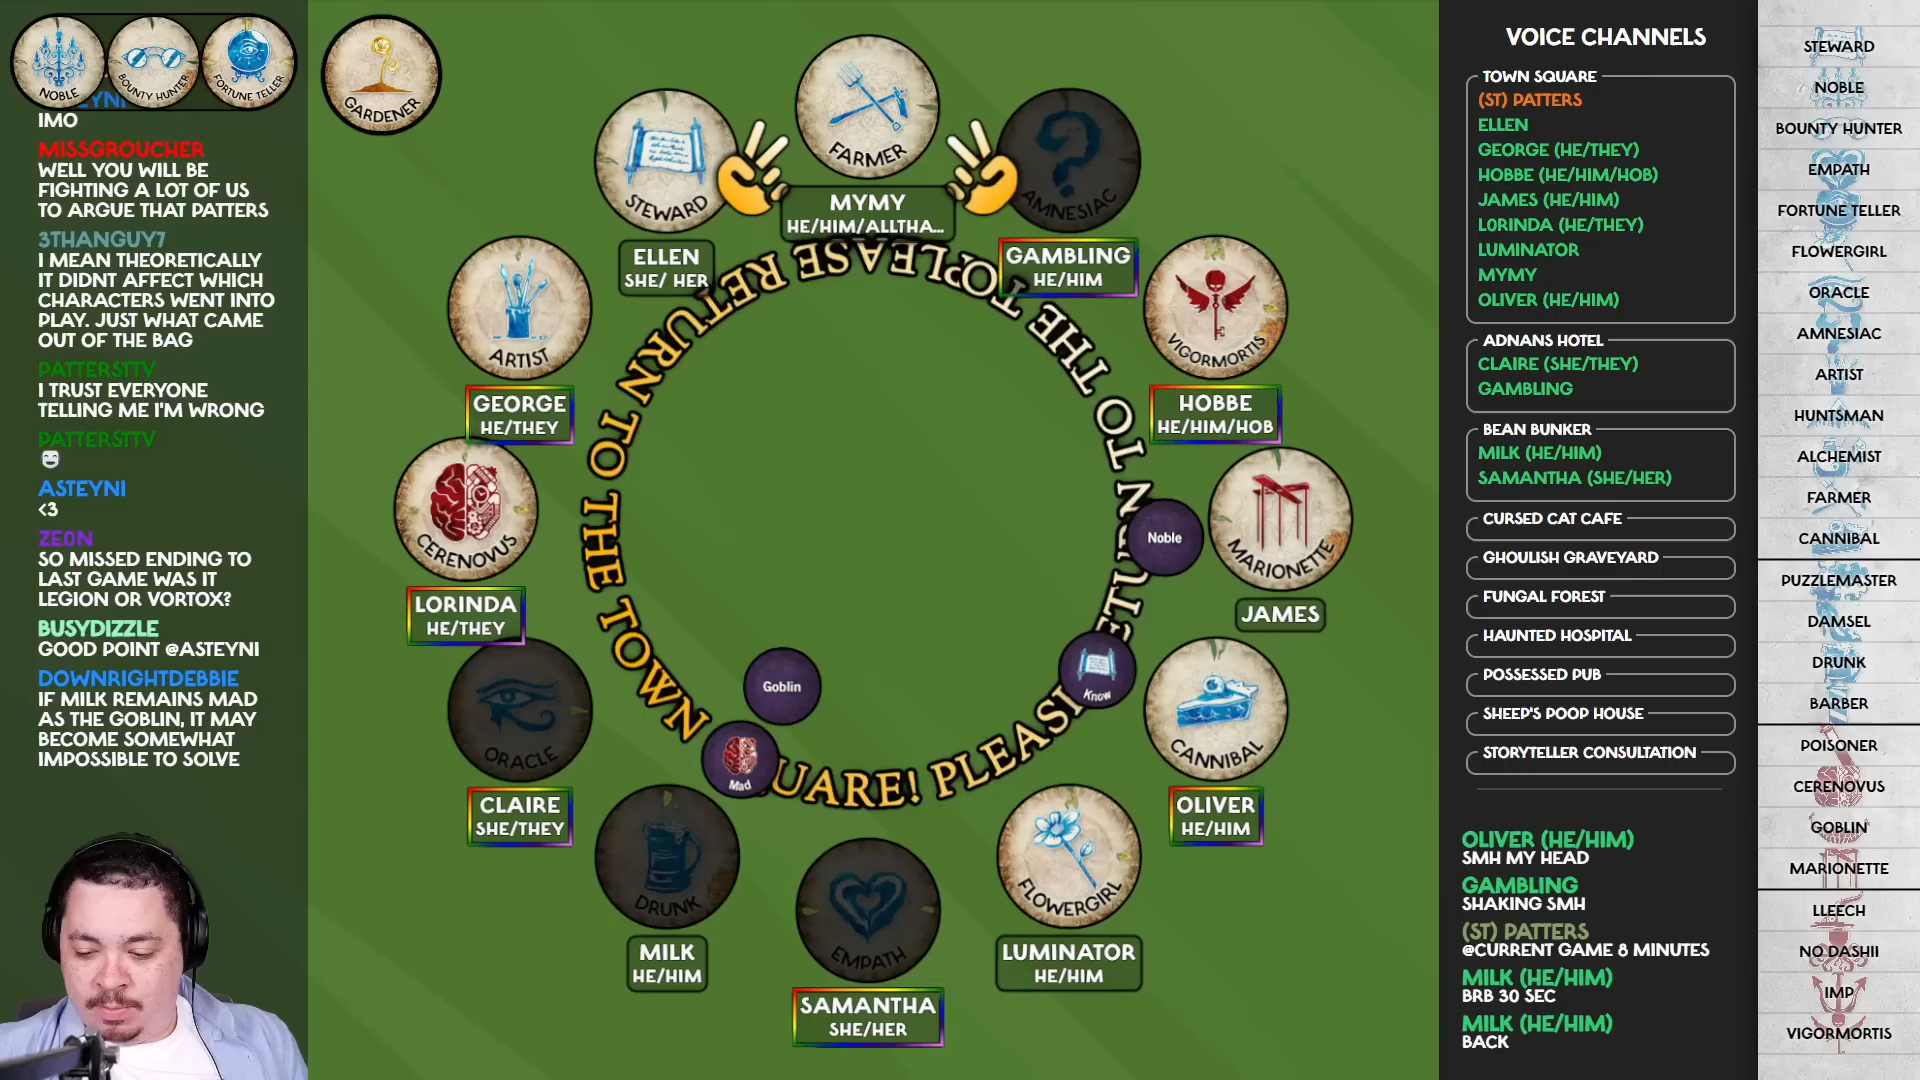 NOBLE
BOUNTY HUNTER
FORTUNE TELLER
IMO
MISSGROUCHER
WELL YOU WILL BE
FIGHTING A LOT OF US
TO ARGUE THAT PATTERS
3THANGUY7
I MEAN THEORETICALLY
IT DIDNT AFFECT WHICH
CHARACTERS WENT INTO
PLAY. JUST WHAT CAME
OUT OF THE BAG
PATTERSTTV
I TRUST EVERYONE
TELLING ME I'M WRONG
PATTERSTTV
ASTEYNI
<3
ZEON
SO MISSED ENDING TO
LAST GAME WAS IT
LEGION OR VORTOX?
BUSYDIZZLE
GOOD POINT @ASTEYNI
DOWNRIGHTDEBBIE
IF MILK REMAINS MAD
AS THE GOBLIN, IT MAY
BECOME SOMEWHAT
IMPOSSIBLE TO SOLVE
GARDENER
FARMER
MYMY
HE/HIM/ALLTHA...
AMNESIAC
GAMBLING
HE/HIM
VIGORMORTIS
HOBBE
HE/HIM/HOB
MARIONETTE
JAMES
Noble
CANNIBAL
OLIVER
HE/HIM
Know
FLOWERGIRL
LUMINATOR
HE/HIM
EMPATH
SAMANTHA
SHE/HER
DRUNK
MILK
HE/HIM
Mad
Goblin
ORACLE
CLAIRE
SHE/THEY
CERENOVUS
LORINDA
HE/THEY
ARTIST
GEORGE
HE/THEY
STEWARD
ELLEN
SHE/ HER
PLEASE RETURN TO THE TOWN
UARE! PLEAS
ETURN TO THE TO
PLEASE
VOICE CHANNELS
TOWN SQUARE
(ST) PATTERS
ELLEN
GEORGE (HE/THEY)
HOBBE (HE/HIM/HOB)
JAMES (HE/HIM)
LORINDA (HE/THEY)
LUMINATOR
MYMY
OLIVER (HE/HIM)
ADNANS HOTEL
CLAIRE (SHE/THEY)
GAMBLING
BEAN BUNKER
MILK (HE/HIM)
SAMANTHA (SHE/HER)
CURSED CAT CAFE
GHOULISH GRAVEYARD
FUNGAL FOREST
HAUNTED HOSPITAL
POSSESSED PUB
SHEEP'S POOP HOUSE
STORYTELLER CONSULTATION
OLIVER (HE/HIM)
SMH MY HEAD
GAMBLING
SHAKING SMH
(ST) PATTERS
@CURRENT GAME 8 MINUTES
MILK (HE/HIM)
BRB 30 SEC
MILK (HE/HIM)
BACK
STEWARD
NOBLE
BOUNTY HUNTER
EMPATH
FORTUNE TELLER
FLOWERGIRL
ORACLE
AMNESIAC
ARTIST
HUNTSMAN
ALCHEMIST
FARMER
CANNIBAL
PUZZLEMASTER
DAMSEL
DRUNK
BARBER
POISONER
CERENOVUS
GOBLIN
MARIONETTE
LLEECH
NO DASHII
IMP
VIGORMORTIS